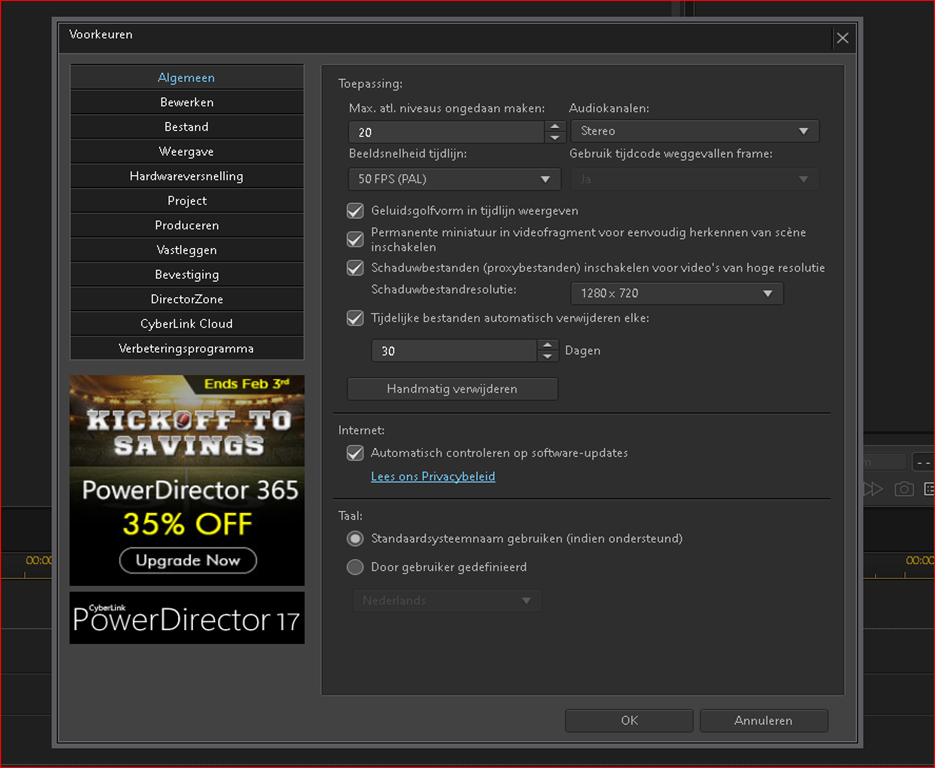 Voorkeuren
Algemeen
Bewerken
Bestand
Weergave
Hardwareversnelling
Project
Produceren
Vastleggen
Bevestiging
DirectorZone
CyberLink Cloud
Verbeteringsprogramma
Ends Feb 3rd
KICKOFF TO
SAVINGS
PowerDirector 365
35% OFF
Upgrade Now
CyberLink
PowerDirector 17
Toepassing:
Max. atl. niveaus ongedaan maken:
Audiokanalen:
20
Stereo
Beeldsnelheid tijdlijn:
Gebruik tijdcode weggevallen frame:
50 FPS (PAL)
Ja
Geluidsgolfvorm in tijdlijn weergeven
Permanente miniatuur in videofragment voor eenvoudig herkennen van scène
inschakelen
Schaduwbestanden (proxybestanden) inschakelen voor video's van hoge resolutie
Schaduwbestandresolutie:
1280 x 720
Tijdelijke bestanden automatisch verwijderen elke:
30
Dagen
Handmatig verwijderen
Internet:
Automatisch controleren op software-updates
Lees ons Privacybeleid
Taal:
Standaardsysteemnaam gebruiken (indien ondersteund)
Door gebruiker gedefinieerd
Nederlands
OK
Annuleren
00:00
00:00